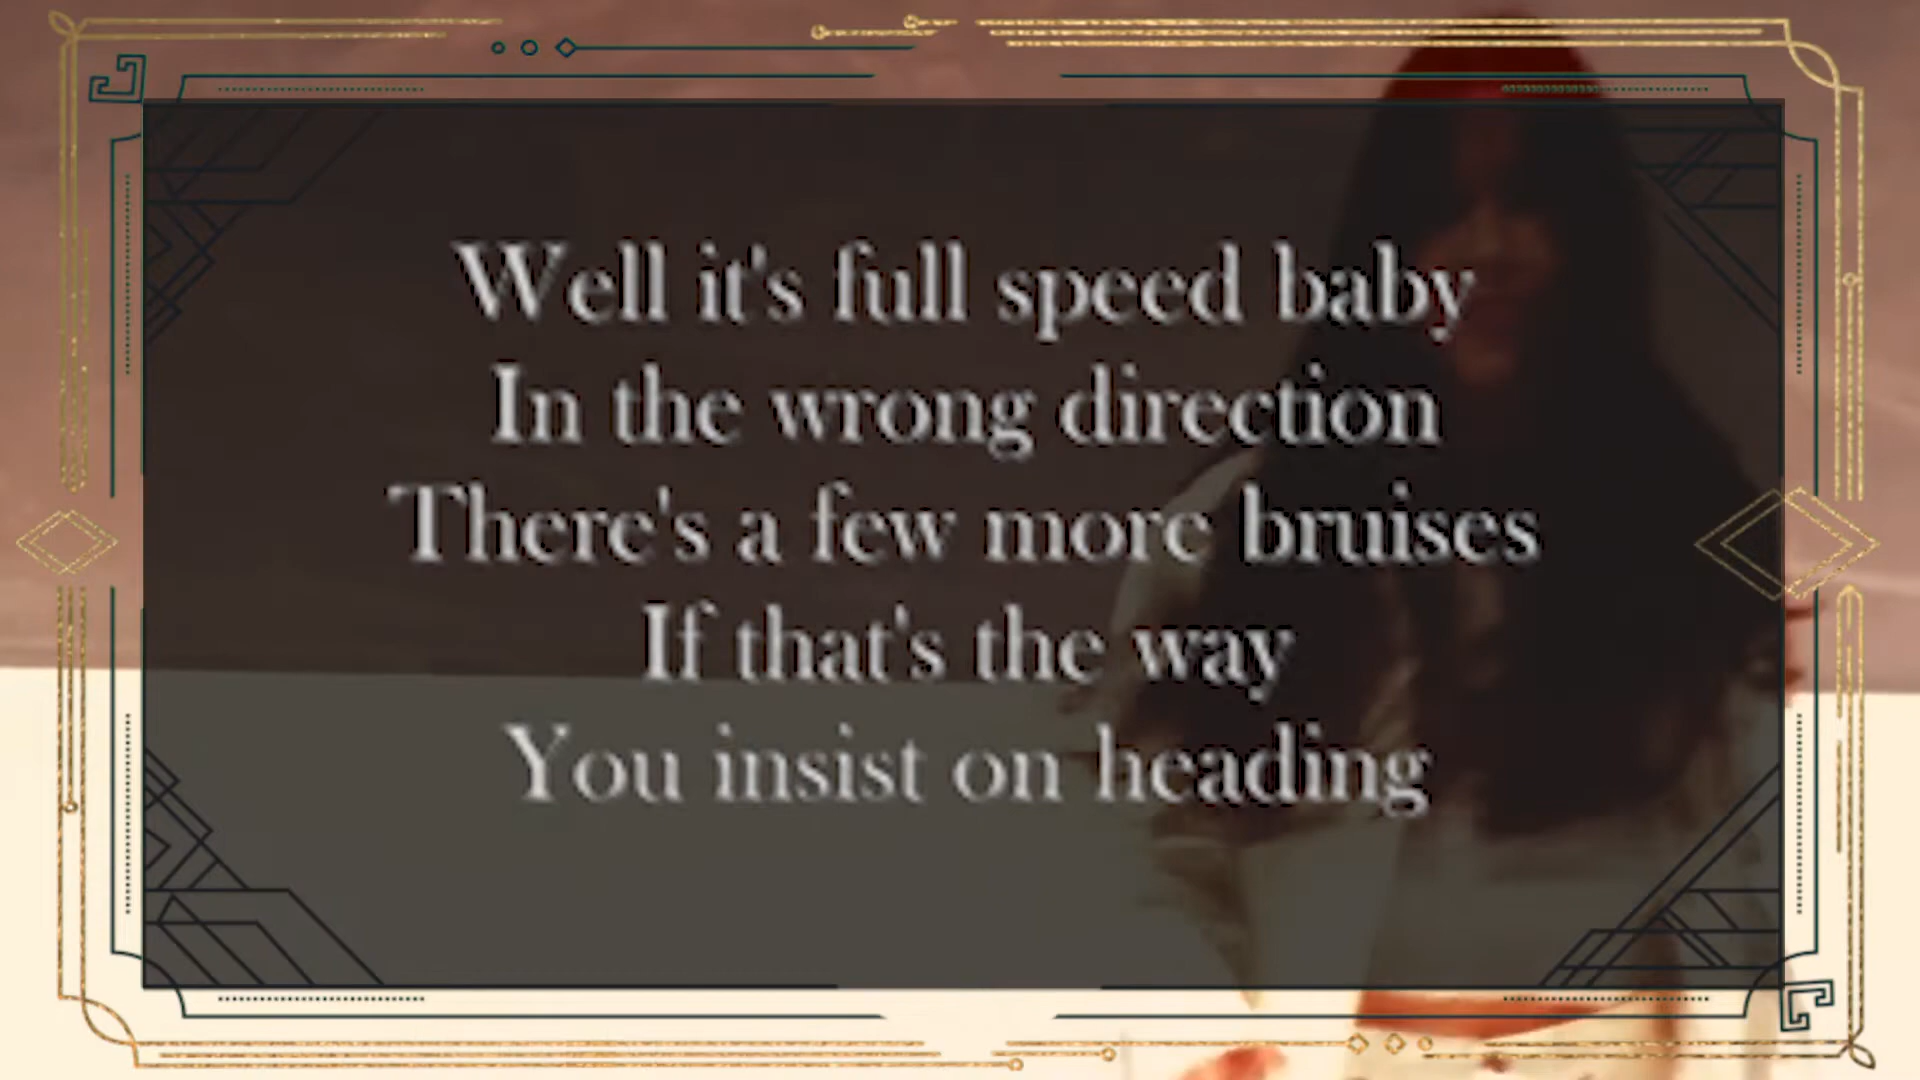 Well it's full speed baby
In the wrong direction
There's a few more bruises
If that's the way
You insist on heading